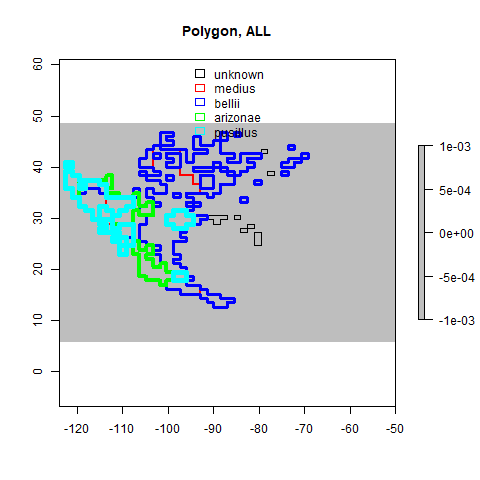 Polygon, ALL
60
50
40
30
20
10
0
unknown
medius
bellii
arizonae
pusillus
1e-03
5e-04
0e+00
-5e-04
-1e-03
-120
-110
-100
-90
-80
-70
-60
-50